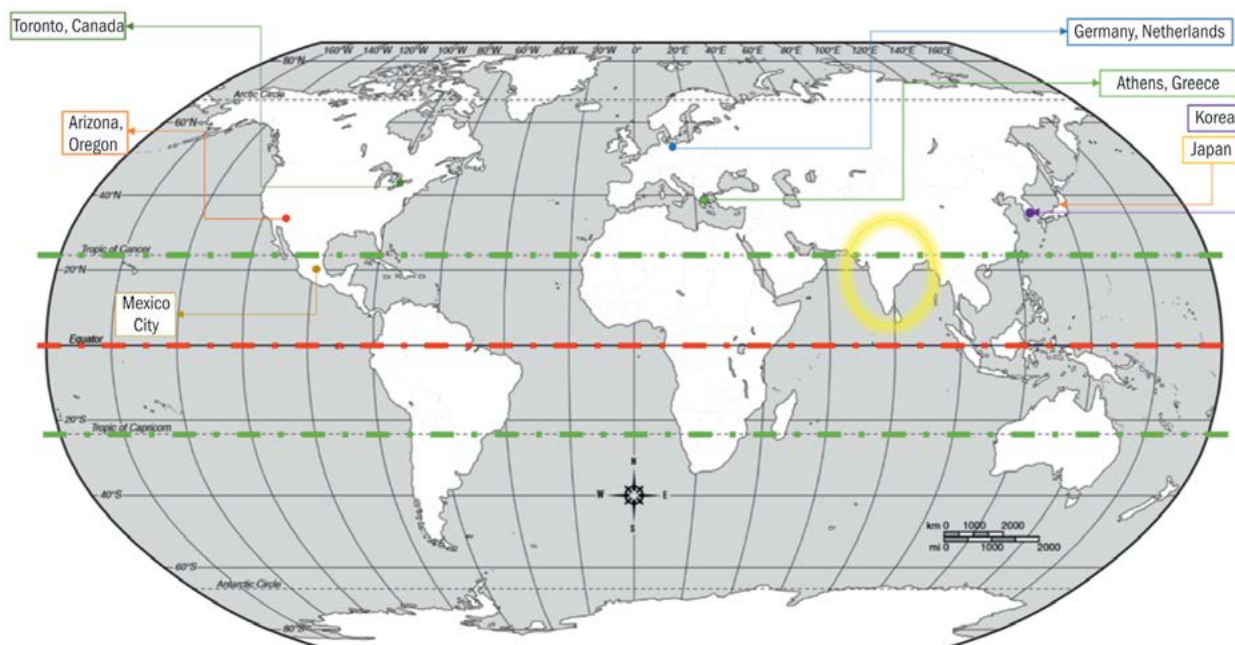 Toronto, Canada
Germany, Netherlands
Athens, Greece
Arizona,
Oregon
Korea
Japan
Mexico
City
160°W 140°W 120°W 100°W 80°W 60°W 40°W 20°W 0° 20°E 40°E 60°E 80°E 100°E 120°E 140°E 160°E
80°N
Arctic Circle
60°N
40°N
Tropic of Cancer
20°N
Equator
20°S
Tropic of Capricorn
N
W E
S
40°S
km 0 1000 2000
mi 0 1000 2000
60°S
Antarctic Circle
80°S